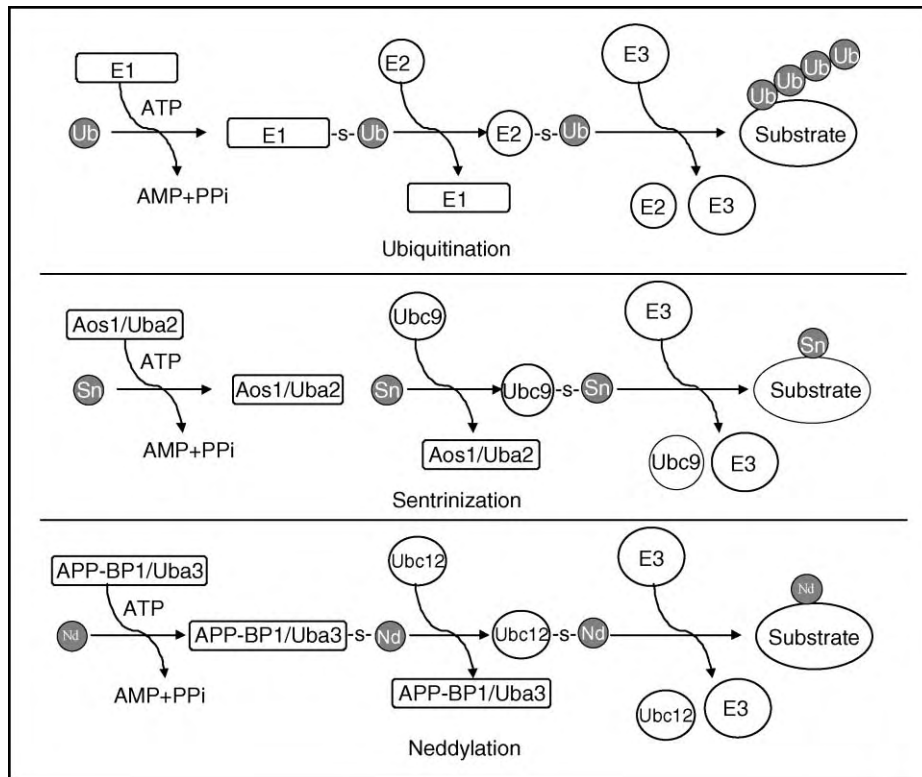 E1
E2
E3
Ub Ub Ub Ub
ATP
Ub
E1 -s- Ub
E2 -s- Ub
Substrate
AMP+PPi
E1
E2
E3
Ubiquitination
Aos1/Uba2
Ubc9
E3
Sn
ATP
Sn
Aos1/Uba2
Sn
Ubc9 -s- Sn
Substrate
AMP+PPi
Aos1/Uba2
Ubc9
E3
Sentrinization
APP-BP1/Uba3
Ubc12
E3
Nd
ATP
Nd
APP-BP1/Uba3 -s- Nd
Ubc12 -s- Nd
Substrate
AMP+PPi
APP-BP1/Uba3
Ubc12
E3
Neddylation